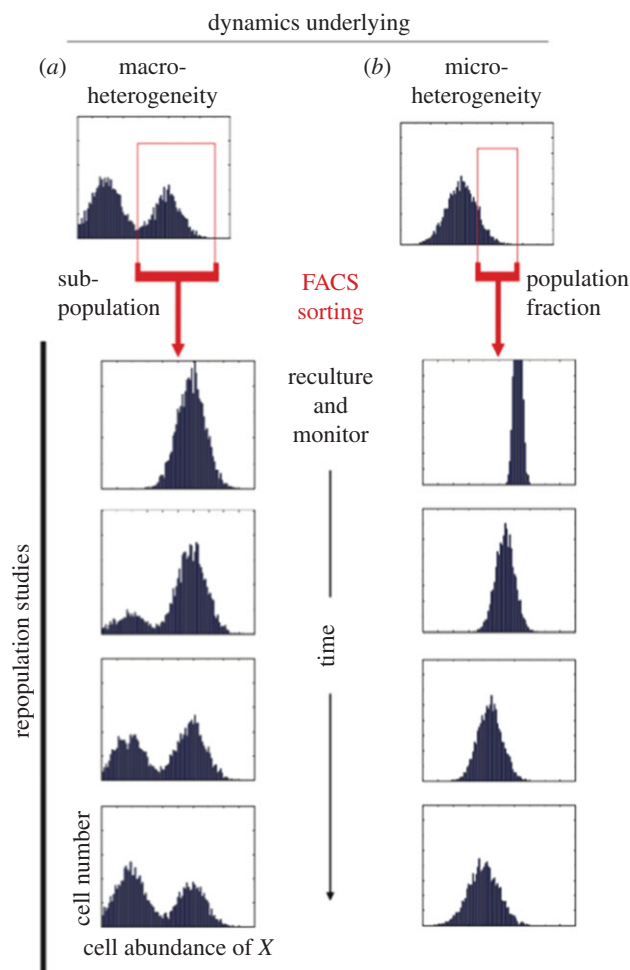 dynamics underlying
(a) macro-
heterogeneity
(b) micro-
heterogeneity
sub-
population
FACS
sorting
population
fraction
reculture
and
monitor
repopulation studies
time
cell number
cell abundance of X